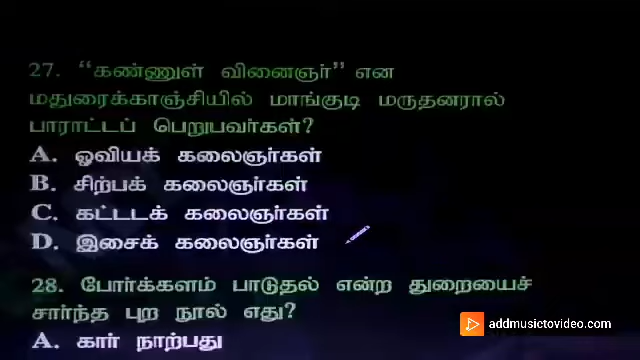 27. “கண்ணுள் வினைஞர்” என
மதுரைக்காஞ்சியில் மாங்குடி மருதனரால்
பாராட்டப் பெறுபவர்கள்?
A. ஓவியக் கலைஞர்கள்
B. சிற்பக் கலைஞர்கள்
C. கட்டடக் கலைஞர்கள்
D. இசைக் கலைஞர்கள்
28. போர்க்களம் பாடுதல் என்ற துறையைச்
சார்ந்த புற நூல் எது?
A. கார் நாற்பது
addmusictovideo.com